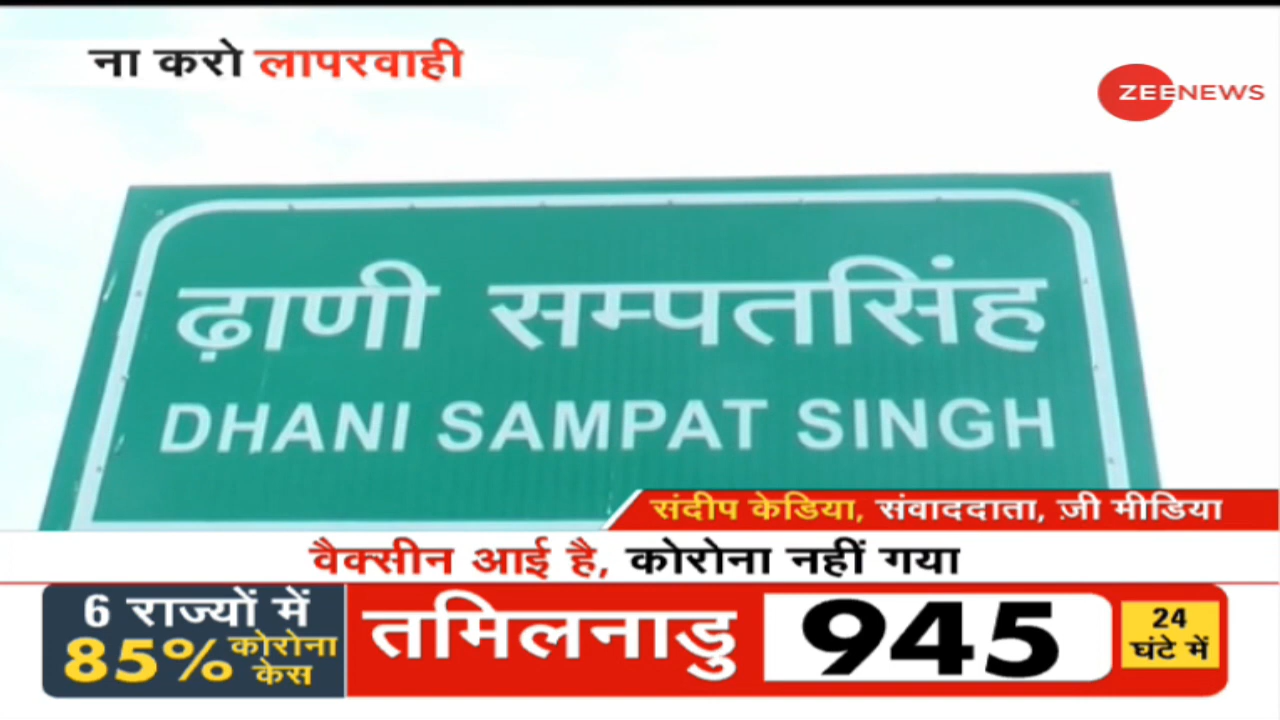 ना करो लापरवाही
ZEENEWS
ढ़ाणी सम्पतसिंह
DHANI SAMPAT SINGH
संदीप केडिया, संवाददाता, ज़ी मीडिया
वैक्सीन आई है, कोरोना नहीं गया
6 राज्यों में
85% कोरोना केस
तमिलनाडु
945
24
घंटे में